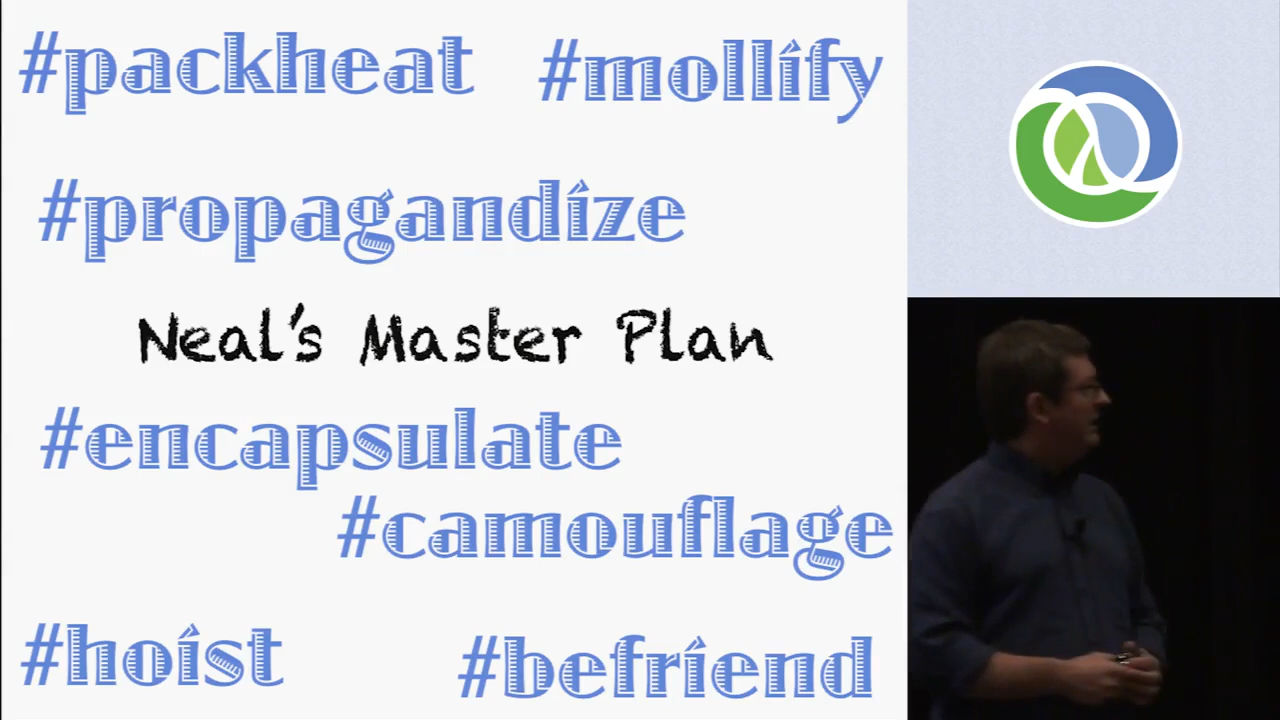 #packheat #mollify
#propagandize
Neal's Master Plan
#encapsulate
#camouflage
#hoist #befriend